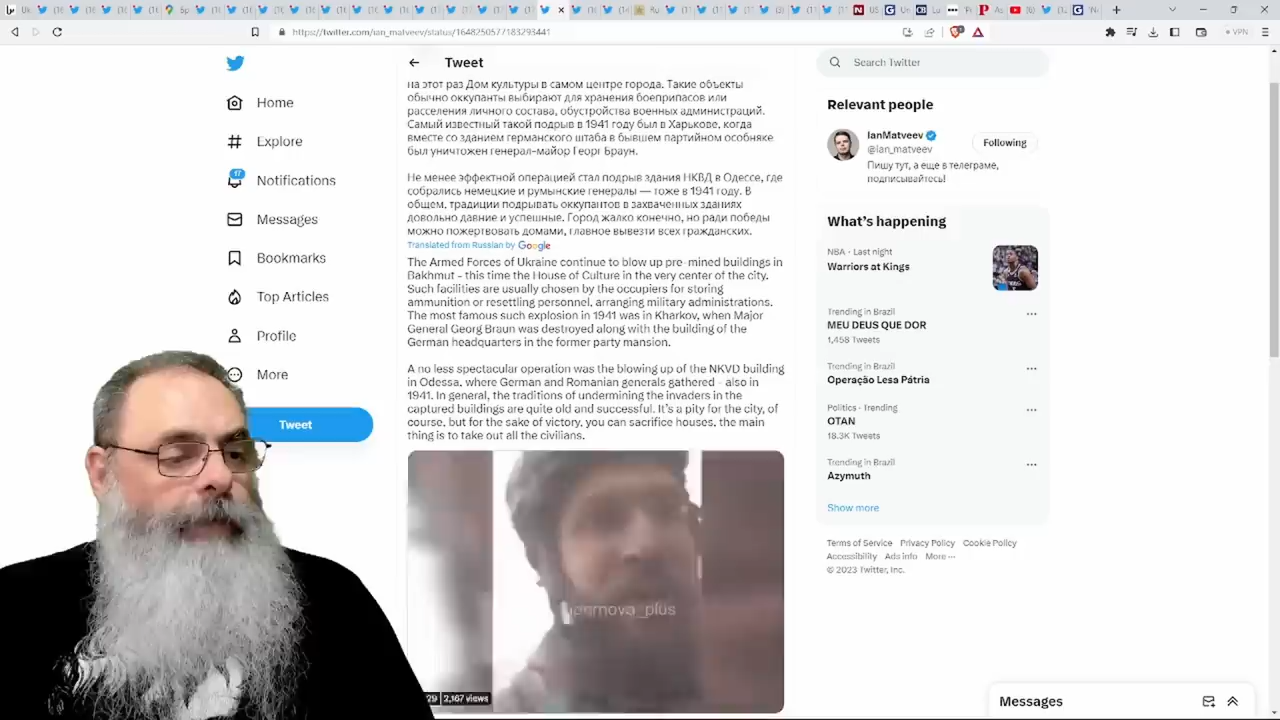 https://twitter.com/ian_matveev/status/1648250577183293441
VPN
Home
Explore
17
Notifications
Messages
Bookmarks
Top Articles
Profile
More
Tweet
Tweet
на этот раз Дом культуры в самом центре города. Такие объекты
обычно оккупанты выбирают для хранения боеприпасов или
расселения личного состава, обустройства военных администраций.
Самый известный такой подрыв в 1941 году был в Харькове, когда
вместе со зданием германского штаба в бывшем партийном особняке
был уничтожен генерал-майор Георг Браун.
Не менее эффектной операцией стал подрыв здания НКВД в Одессе, где
собрались немецкие и румынские генералы — тоже в 1941 году. В
общем, традиции подрывать оккупантов в захваченных зданиях
довольно давние и успешные. Город жалко конечно, но ради победы
можно пожертвовать домами, главное вывезти всех гражданских.
Translated from Russian by Google
The Armed Forces of Ukraine continue to blow up pre-mined buildings in
Bakhmut - this time the House of Culture in the very center of the city.
Such facilities are usually chosen by the occupiers for storing
ammunition or resettling personnel, arranging military administrations.
The most famous such explosion in 1941 was in Kharkov, when Major
General Georg Braun was destroyed along with the building of the
German headquarters in the former party mansion.
A no less spectacular operation was the blowing up of the NKVD building
in Odessa, where German and Romanian generals gathered - also in
1941. In general, the traditions of undermining the invaders in the
captured buildings are quite old and successful. It's a pity for the city, of
course, but for the sake of victory, you can sacrifice houses, the main
thing is to take out all the civilians.
2,167 views
Search Twitter
Relevant people
IanMatveev
@ian_matveev
Following
Пишу тут, а еще в телеграме,
подписывайтесь!
What's happening
NBA · Last night
Warriors at Kings
Trending in Brazil
MEU DEUS QUE DOR
1,458 Tweets
Trending in Brazil
Operação Lesa Pátria
Politics · Trending
OTAN
18.3K Tweets
Trending in Brazil
Azymuth
Show more
Terms of Service Privacy Policy Cookie Policy
Accessibility Ads info More ···
© 2023 Twitter, Inc.
Messages